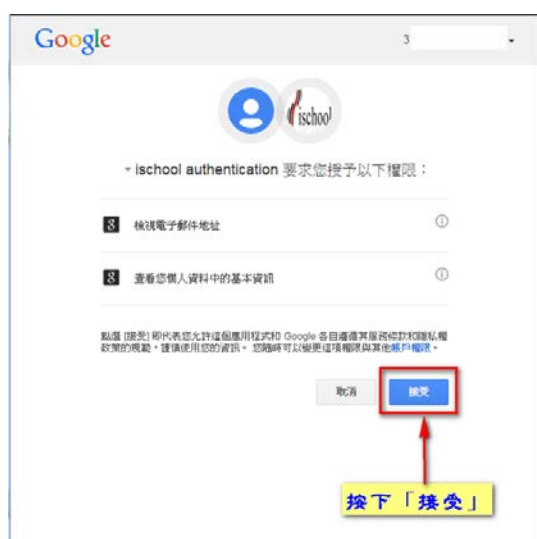 Google
3
ischool
ischool authentication 要求您授予以下權限：
檢視電子郵件地址
查看您個人資料中的基本資訊
點選 [接受] 即代表您允許這個應用程式和 Google 各自遵循其服務條款和隱私權
政策的規範，謹慎使用您的資訊。您隨時可以變更這項權限與其他帳戶權限。
取消
接受
按下「接受」